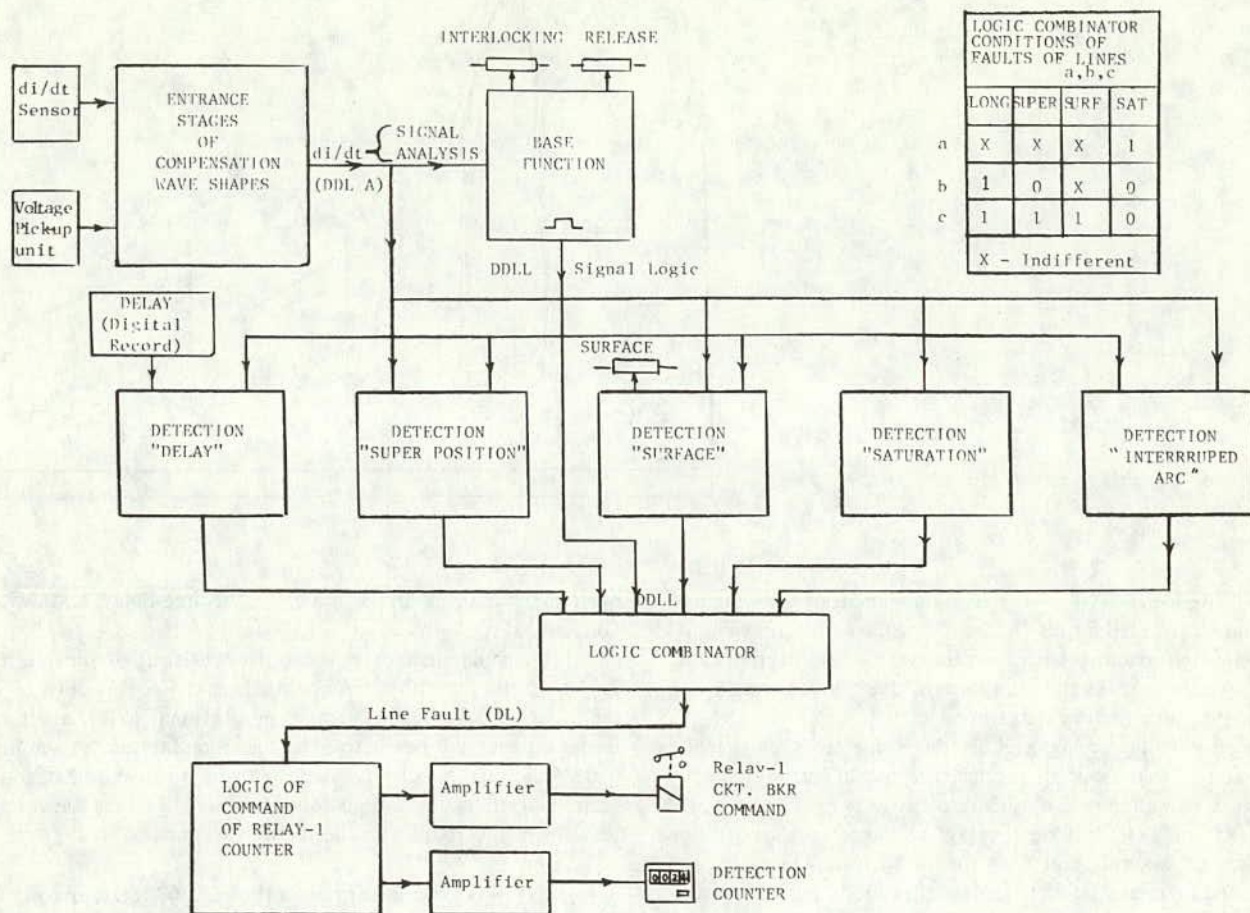 INTERLOCKING RELEASE
di/dt
Sensor
Voltage
Pickup
unit
ENTRANCE
STAGES
OF
COMPENSATION
WAVE SHAPES
di/dt
(DDL A)
SIGNAL
ANALYSIS
BASE
FUNCTION
LOGIC COMBINATOR
CONDITIONS OF
FAULTS OF LINES
a,b,c
LONG SUPER SURF SAT
a X X X 1
b 1 0 X 0
c 1 1 1 0
X - Indifferent
DDLL Signal Logic
DELAY
(Digital
Record)
SURFACE
DETECTION
"DELAY"
DETECTION
"SUPER POSITION"
DETECTION
"SURFACE"
DETECTION
"SATURATION"
DETECTION
"INTERRRUPED
ARC"
DDLL
LOGIC COMBINATOR
Line Fault (DL)
LOGIC OF
COMMAND
OF RELAY-1
COUNTER
Amplifier
Relay-1
CKT. BKR
COMMAND
Amplifier
DETECTION
COUNTER